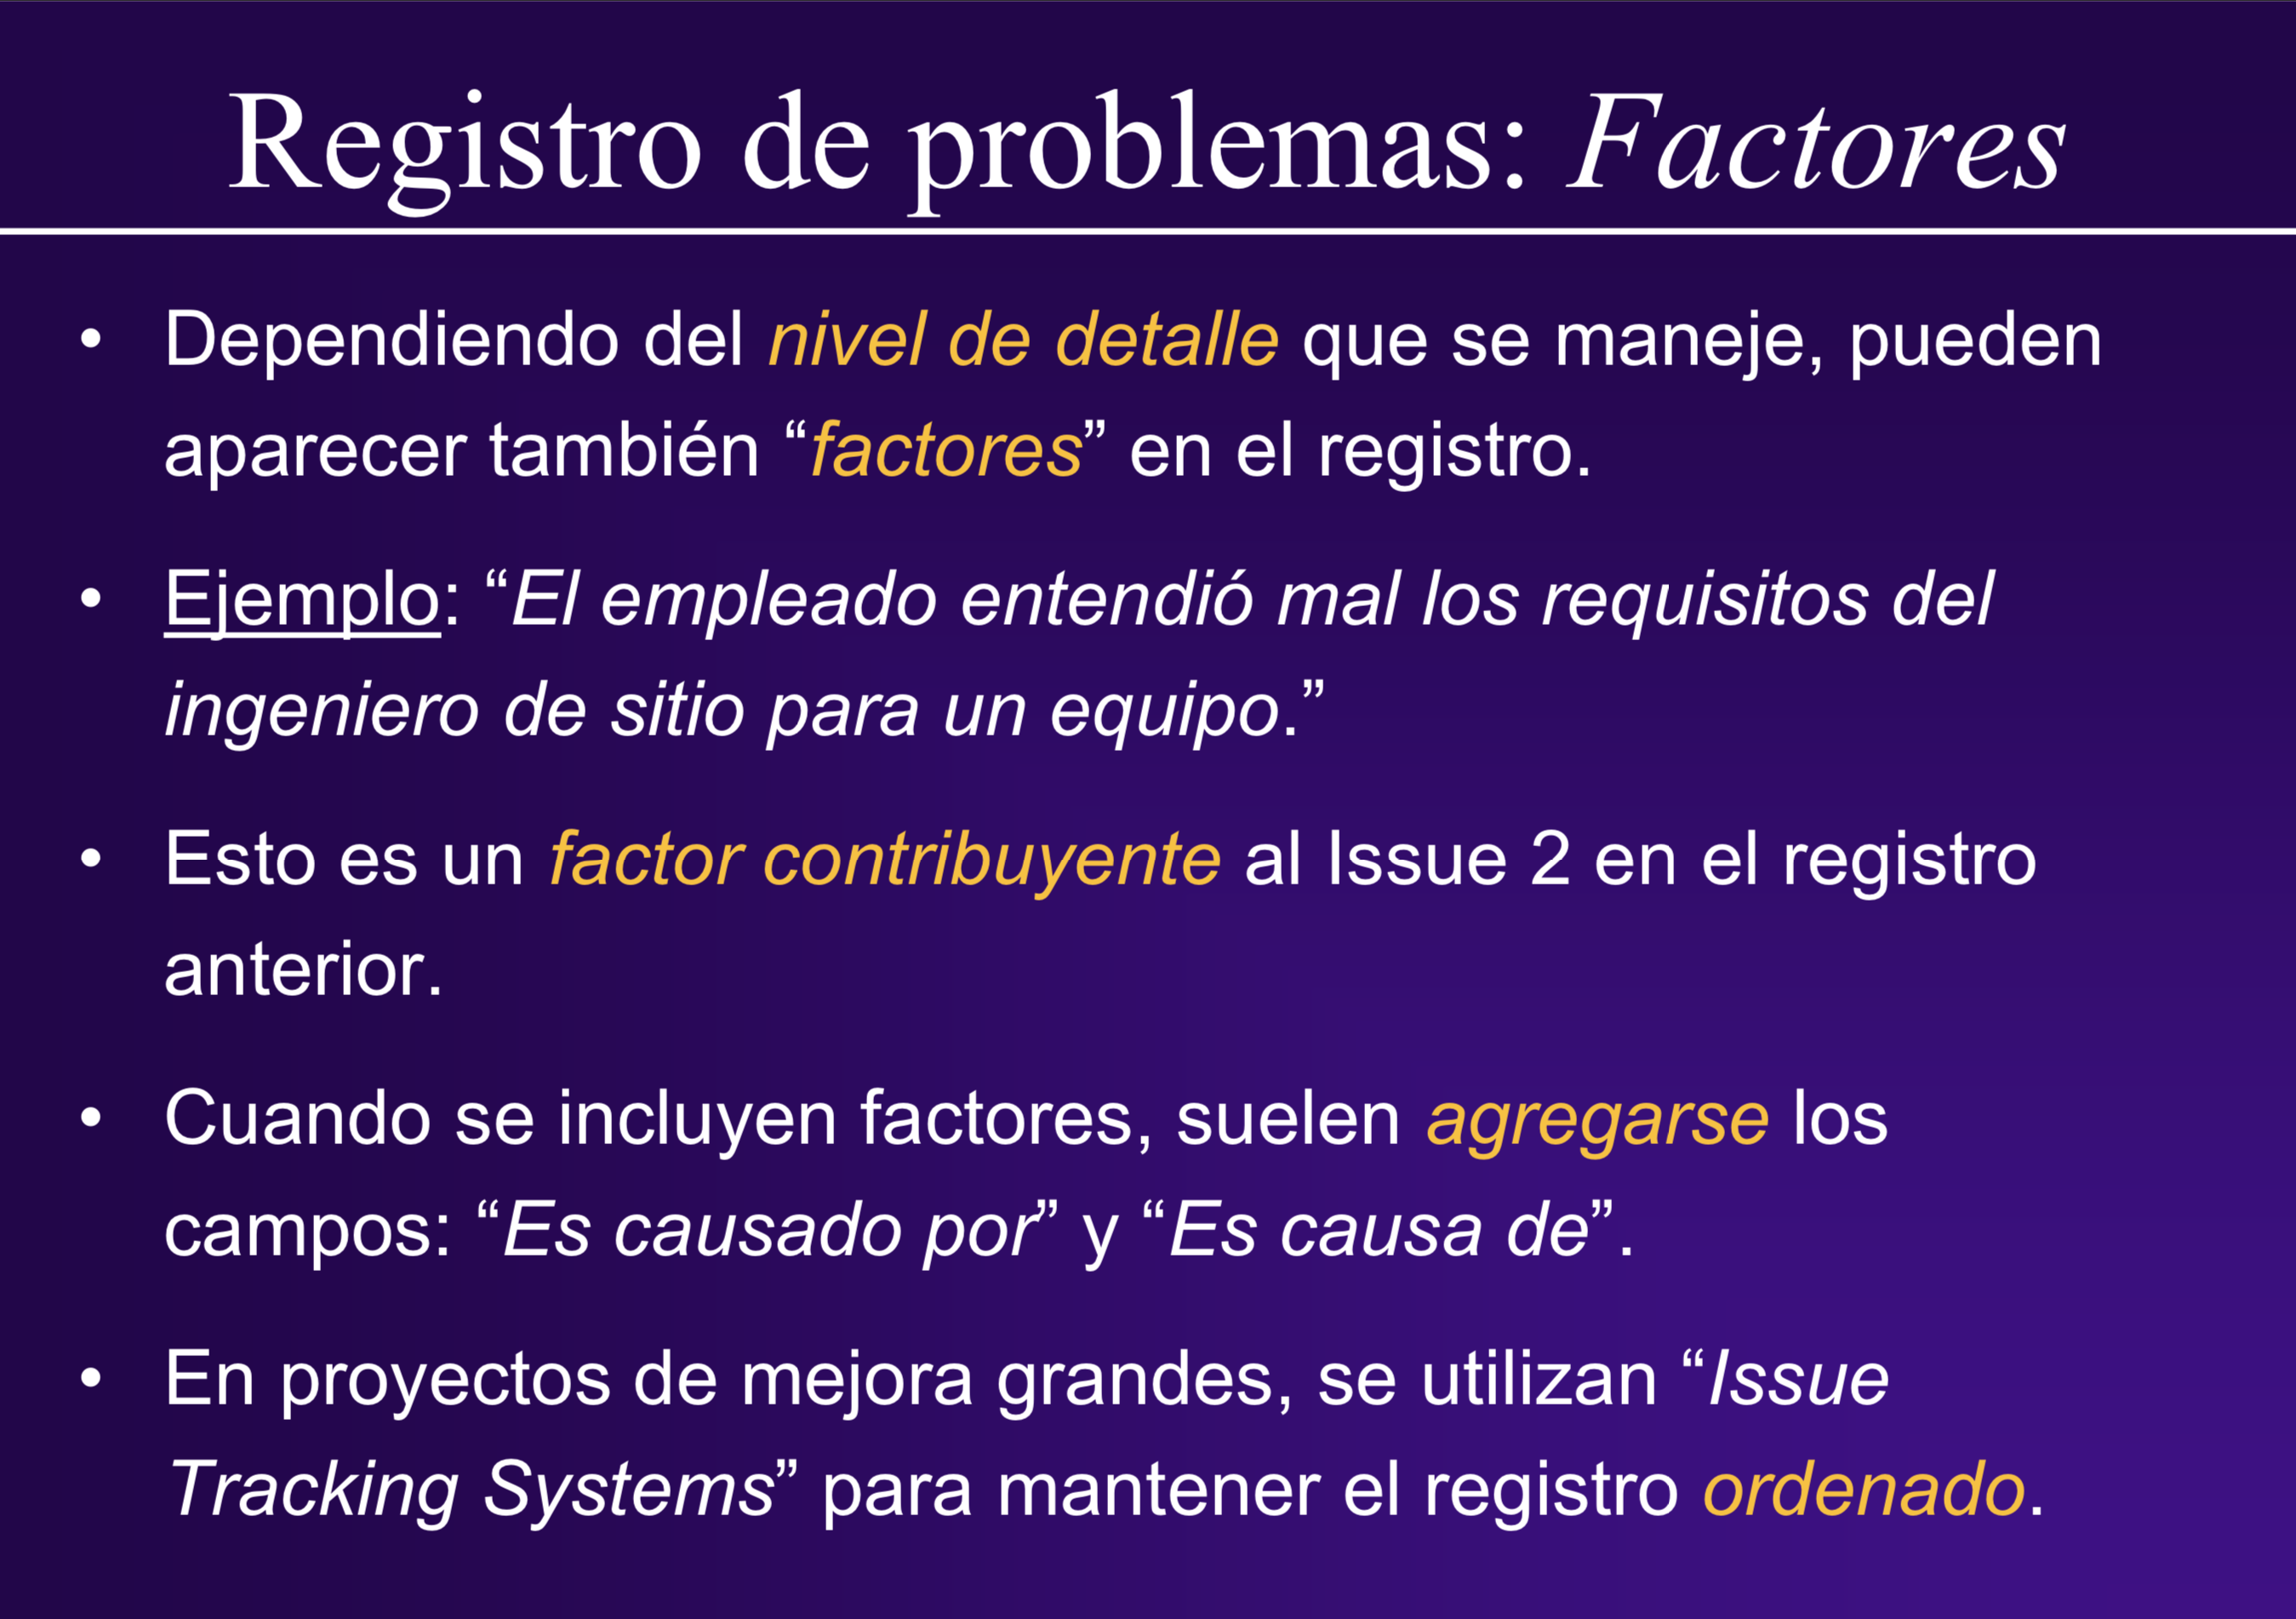 Registro de problemas: Factores
• Dependiendo del nivel de detalle que se maneje, pueden
aparecer también “factores” en el registro.
• Ejemplo: “El empleado entendió mal los requisitos del
ingeniero de sitio para un equipo.”
• Esto es un factor contribuyente al Issue 2 en el registro
anterior.
• Cuando se incluyen factores, suelen agregarse los
campos: “Es causado por” y “Es causa de”.
• En proyectos de mejora grandes, se utilizan “Issue
Tracking Systems” para mantener el registro ordenado.